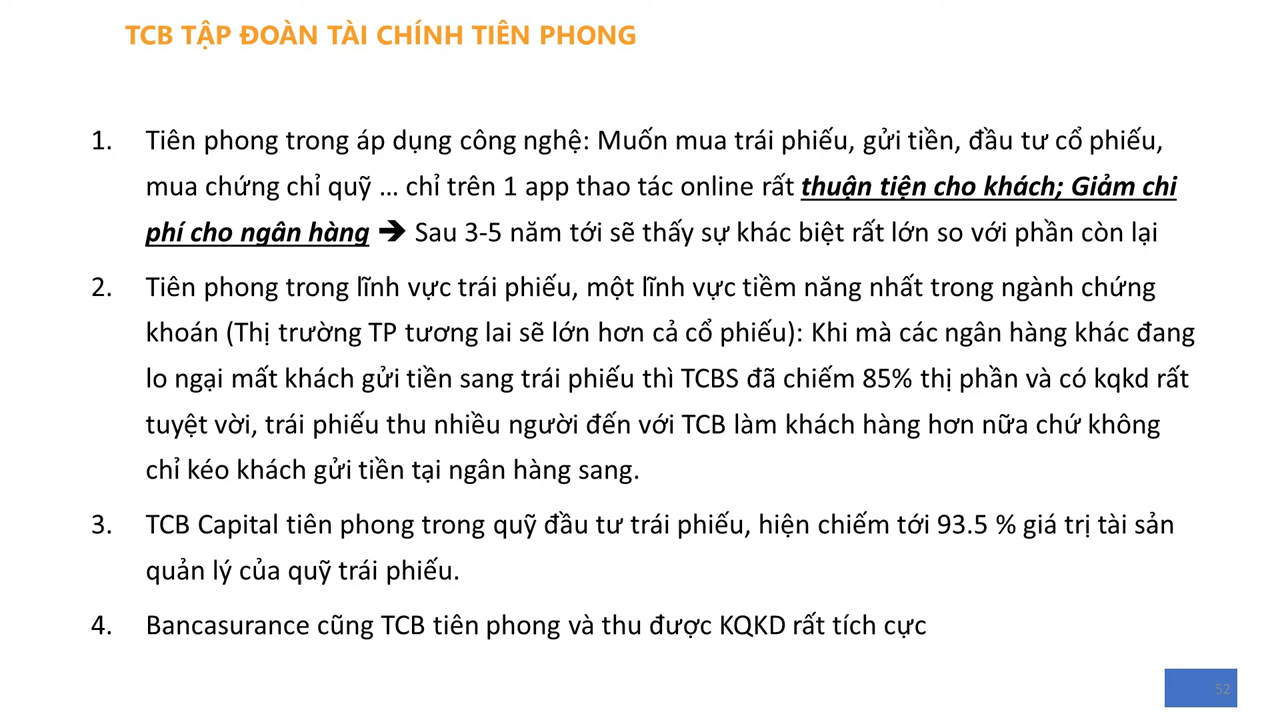 TCB TẬP ĐOÀN TÀI CHÍNH TIÊN PHONG
1. Tiên phong trong áp dụng công nghệ: Muốn mua trái phiếu, gửi tiền, đầu tư cổ phiếu,
mua chứng chỉ quỹ ... chỉ trên 1 app thao tác online rất thuận tiện cho khách; Giảm chi
phí cho ngân hàng ➔ Sau 3-5 năm tới sẽ thấy sự khác biệt rất lớn so với phần còn lại
2. Tiên phong trong lĩnh vực trái phiếu, một lĩnh vực tiềm năng nhất trong ngành chứng
khoán (Thị trường TP tương lai sẽ lớn hơn cả cổ phiếu): Khi mà các ngân hàng khác đang
lo ngại mất khách gửi tiền sang trái phiếu thì TCBS đã chiếm 85% thị phần và có kqkd rất
tuyệt vời, trái phiếu thu nhiều người đến với TCB làm khách hàng hơn nữa chứ không
chỉ kéo khách gửi tiền tại ngân hàng sang.
3. TCB Capital tiên phong trong quỹ đầu tư trái phiếu, hiện chiếm tới 93.5 % giá trị tài sản
quản lý của quỹ trái phiếu.
4. Bancasurance cũng TCB tiên phong và thu được KQKD rất tích cực
52